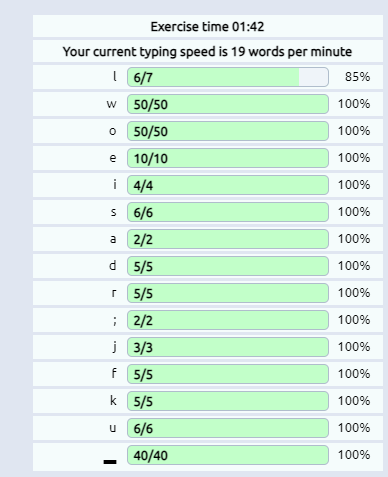 Exercise time 01:42
Your current typing speed is 19 words per minute
l 6/7 85%
w 50/50 100%
o 50/50 100%
e 10/10 100%
i 4/4 100%
s 6/6 100%
a 2/2 100%
d 5/5 100%
r 5/5 100%
; 2/2 100%
j 3/3 100%
f 5/5 100%
k 5/5 100%
u 6/6 100%
▂ 40/40 100%